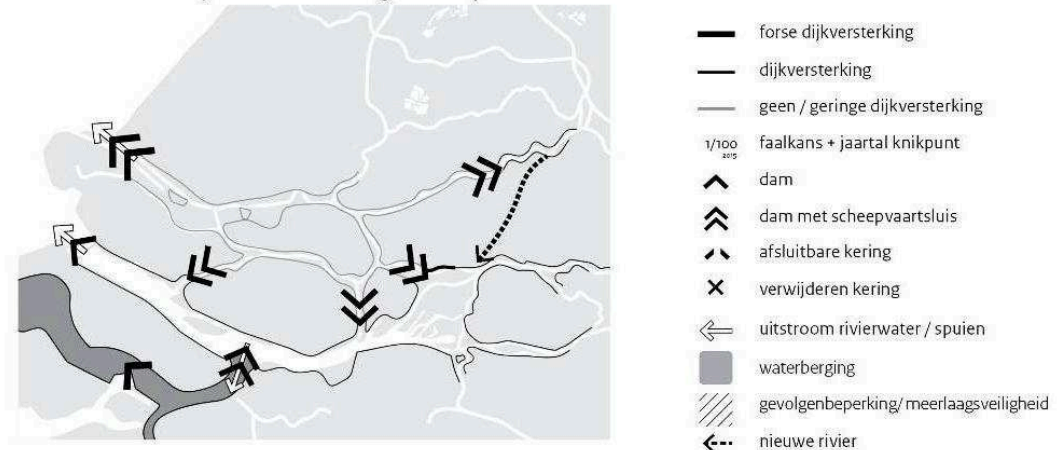 forse dijkversterking
dijkversterking
geen / geringe dijkversterking
1/100
2015
faalkans + jaartal knikpunt
dam
dam met scheepvaartsluis
afsluitbare kering
verwijderen kering
uitstroom rivierwater / spuien
waterberging
gevolgenbeperking/ meerlaagsveiligheid
nieuwe rivier